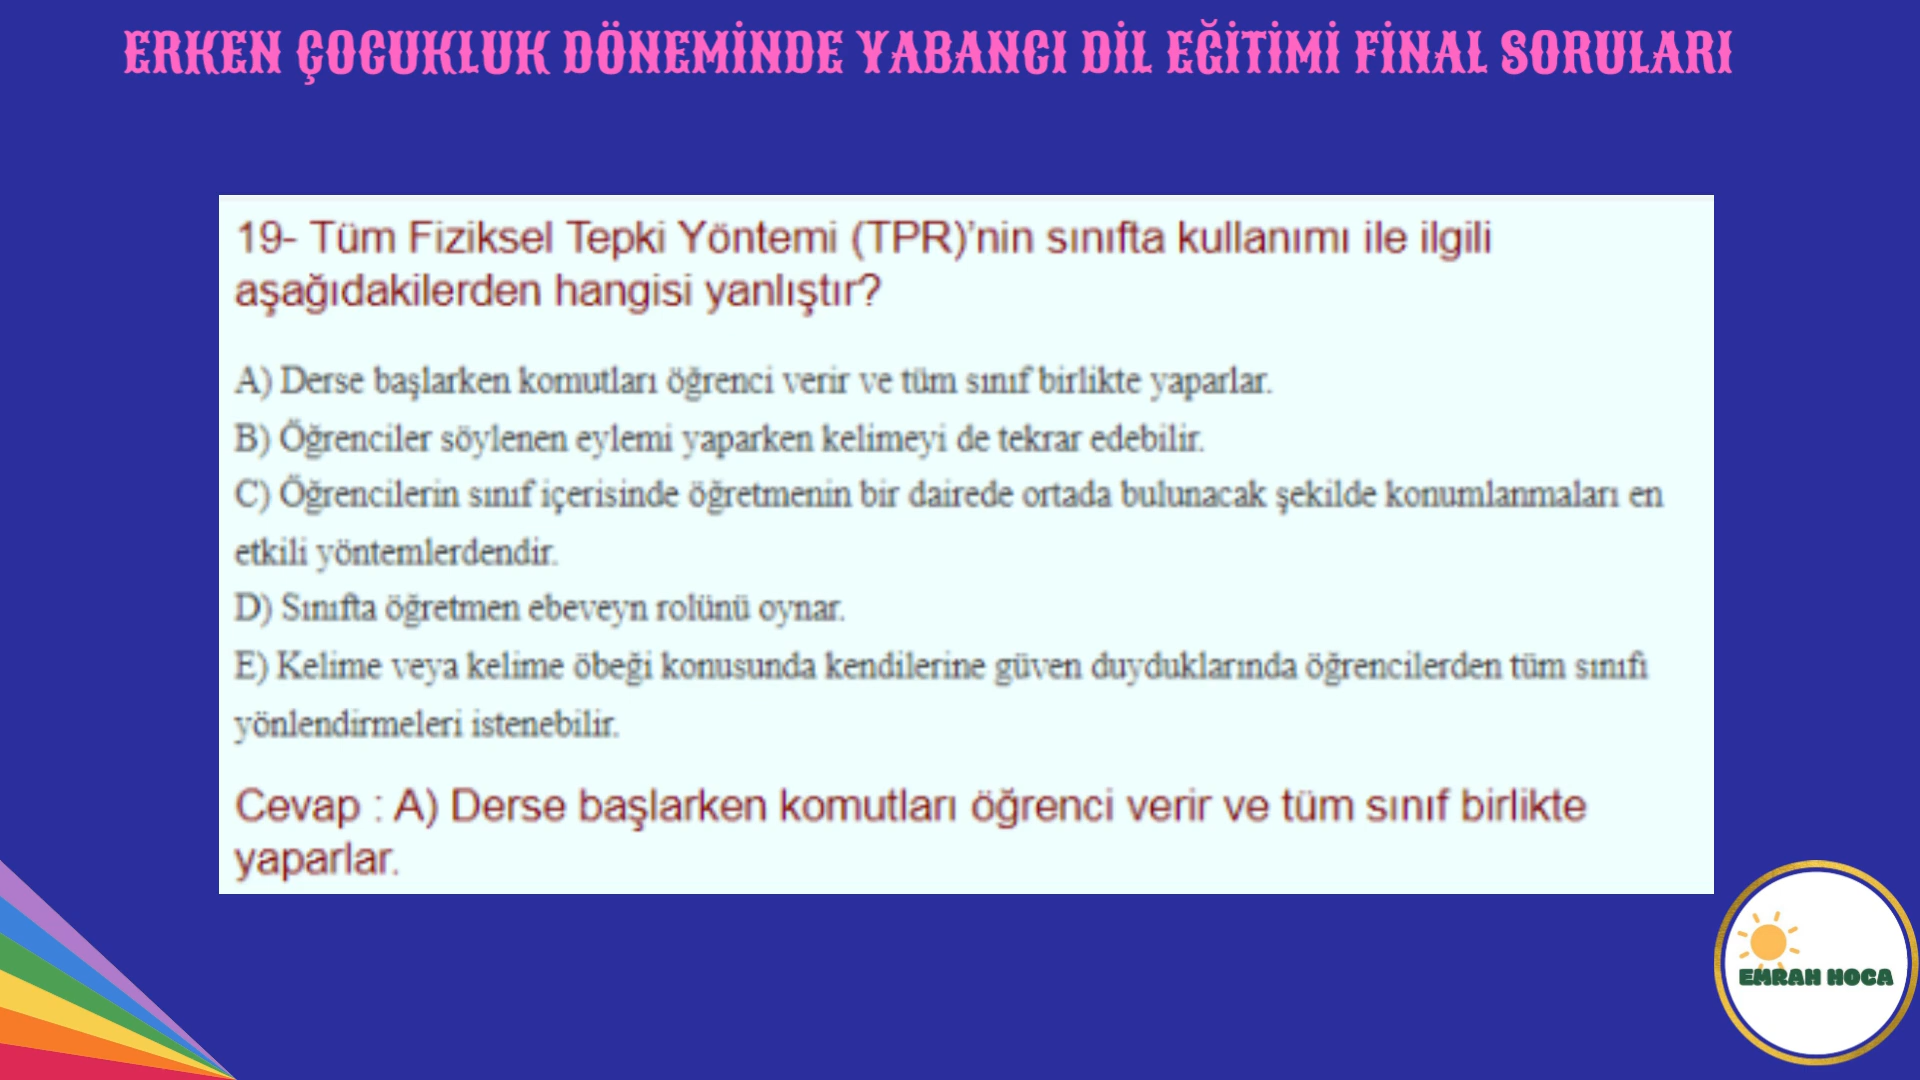 ERKEN ÇOCUKLUK DÖNEMİNDE YABANCI DİL EĞİTİMİ FİNAL SORULARI
19- Tüm Fiziksel Tepki Yöntemi (TPR)'nin sınıfta kullanımı ile ilgili
aşağıdakilerden hangisi yanlıştır?
A) Derse başlarken komutları öğrenci verir ve tüm sınıf birlikte yaparlar.
B) Öğrenciler söylenen eylemi yaparken kelimeyi de tekrar edebilir.
C) Öğrencilerin sınıf içerisinde öğretmenin bir dairede ortada bulunacak şekilde konumlanmaları en
etkili yöntemlerdendir.
D) Sınıfta öğretmen ebeveyn rolünü oynar.
E) Kelime veya kelime öbeği konusunda kendilerine güven duyduklarında öğrencilerden tüm sınıfı
yönlendirmeleri istenebilir.
Cevap : A) Derse başlarken komutları öğrenci verir ve tüm sınıf birlikte
yaparlar.
EMRAH HOCA